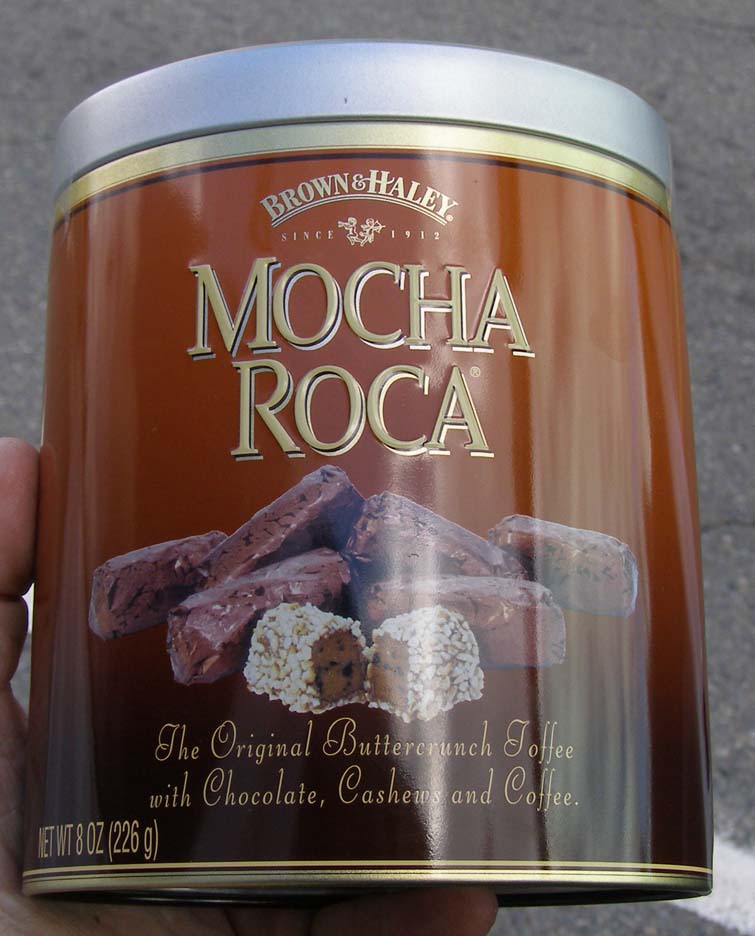 BROWN & HALEY®
SINCE 1912
MOCHA
ROCA®
The Original Buttercrunch Toffee
with Chocolate, Cashews and Coffee.
NET WT 8 OZ (226 g)